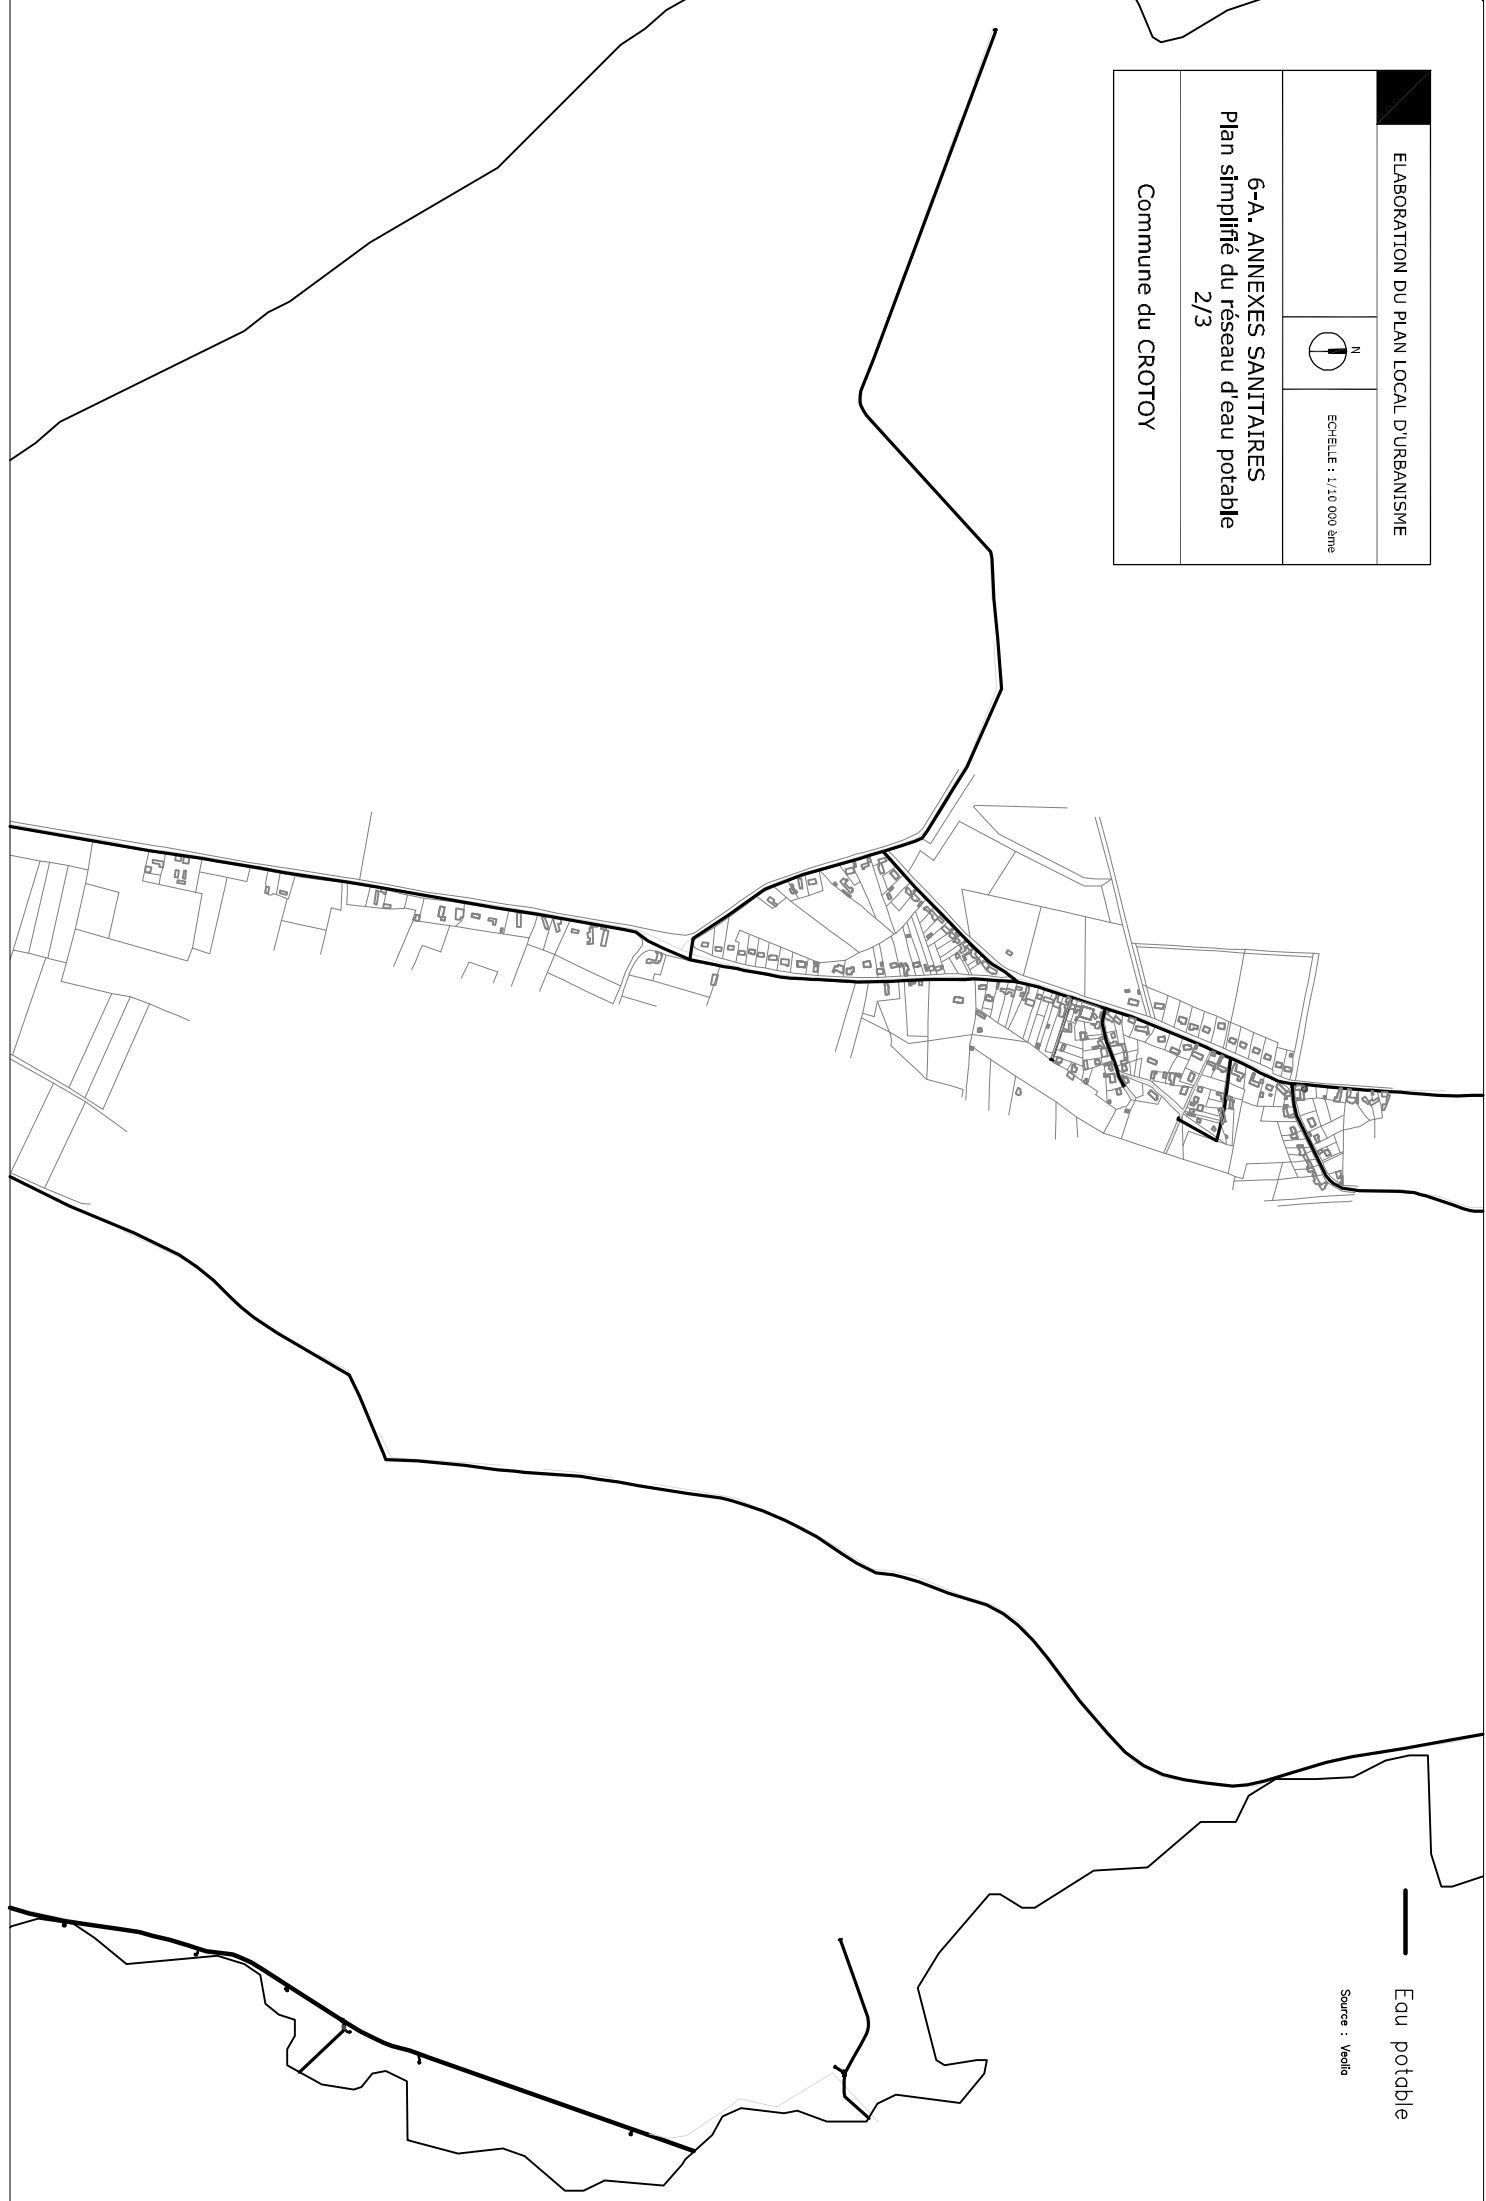 ELABORATION DU PLAN LOCAL D'URBANISME
N
ECHELLE : 1/10 000 ème
6-A. ANNEXES SANITAIRES
Plan simplifié du réseau d'eau potable
2/3
Commune du CROTOY
Eau potable
Source : Veolia